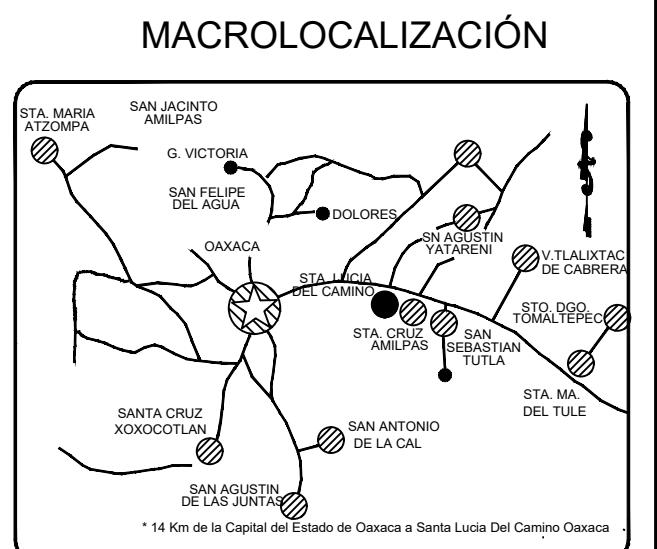 MACROLOCALIZACIÓN
STA. MARIA
ATZOMPA
SAN JACINTO
AMILPAS
G. VICTORIA
SAN FELIPE
DEL AGUA
DOLORES
OAXACA
SN AGUSTIN
YATARENI
STA. LUCIA
DEL CAMINO
V.TLALIXTAC
DE CABRERA
STO. DGO.
TOMALTEPEC
STA. CRUZ
AMILPAS
SAN
SEBASTIAN
TUTLA
STA. MA.
DEL TULE
SANTA CRUZ
XOXOCOTLAN
SAN ANTONIO
DE LA CAL
SAN AGUSTIN
DE LAS JUNTAS
* 14 Km de la Capital del Estado de Oaxaca a Santa Lucia Del Camino Oaxaca